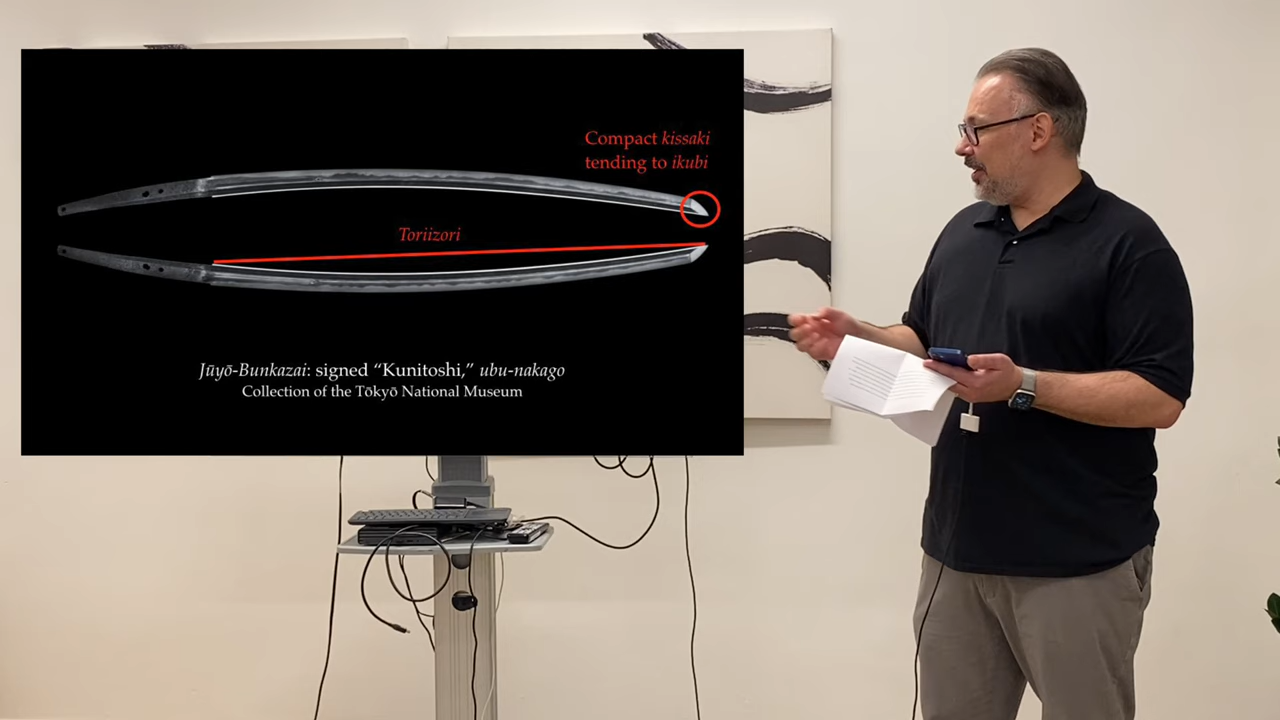 Compact kissaki
tending to ikubi
Toriizori
Jūyō-Bunkazai: signed “Kunitoshi,” ubu-nakago
Collection of the Tōkyō National Museum